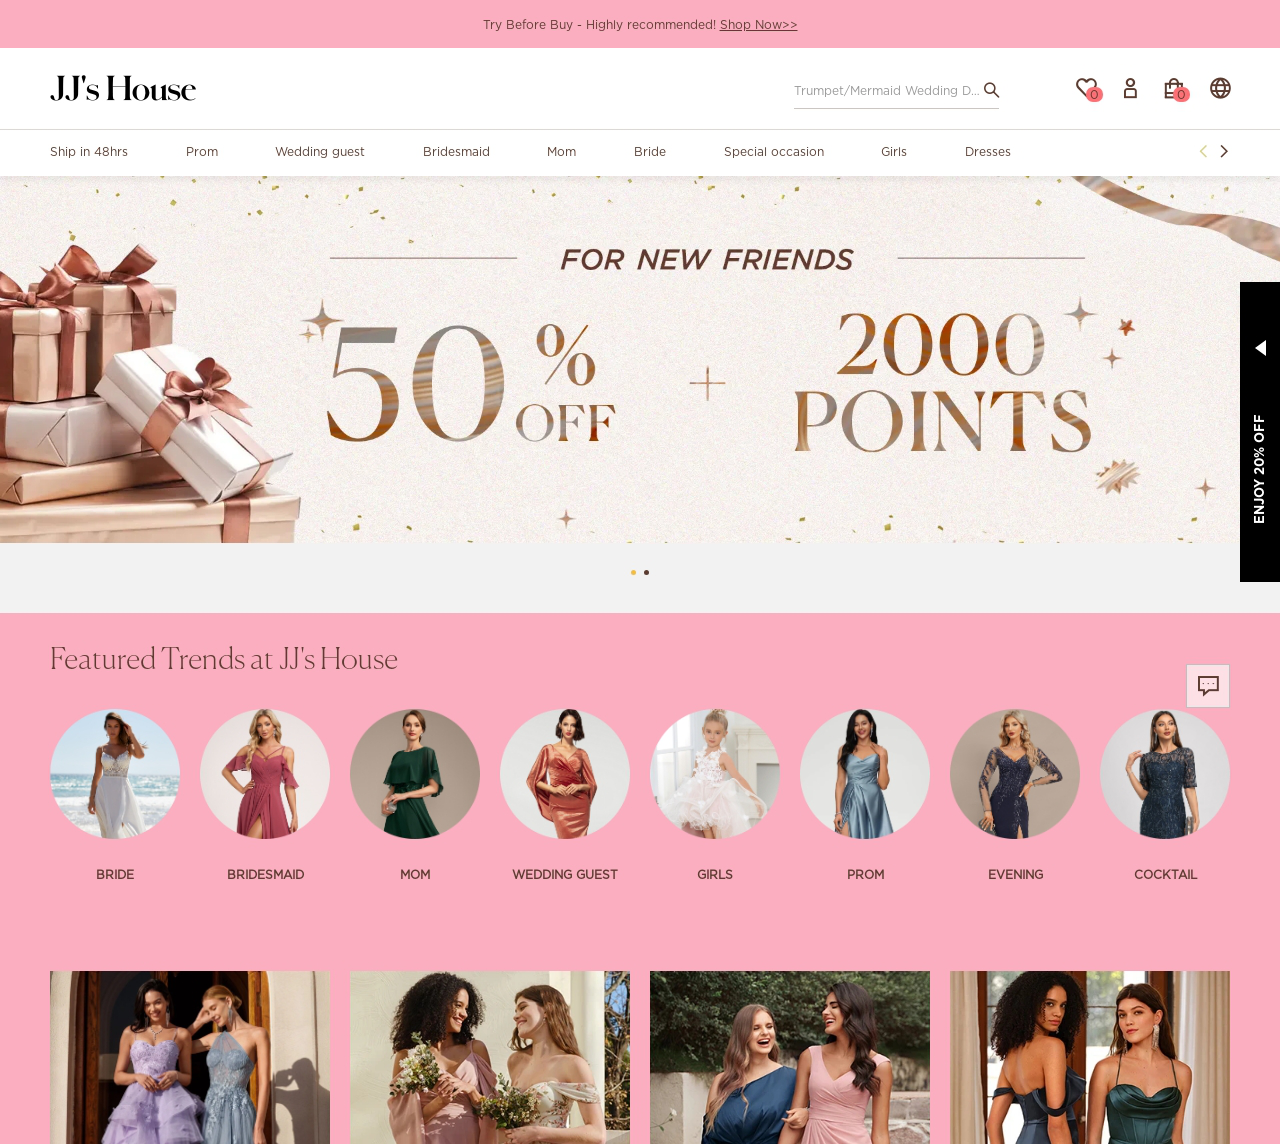 Try Before Buy - Highly recommended! Shop Now>>
JJ's House
Trumpet/Mermaid Wedding D...
0
0
Ship in 48hrs
Prom
Wedding guest
Bridesmaid
Mom
Bride
Special occasion
Girls
Dresses
FOR NEW FRIENDS
50% OFF
+
2000
POINTS
ENJOY 20% OFF
Featured Trends at JJ's House
BRIDE
BRIDESMAID
MOM
WEDDING GUEST
GIRLS
PROM
EVENING
COCKTAIL